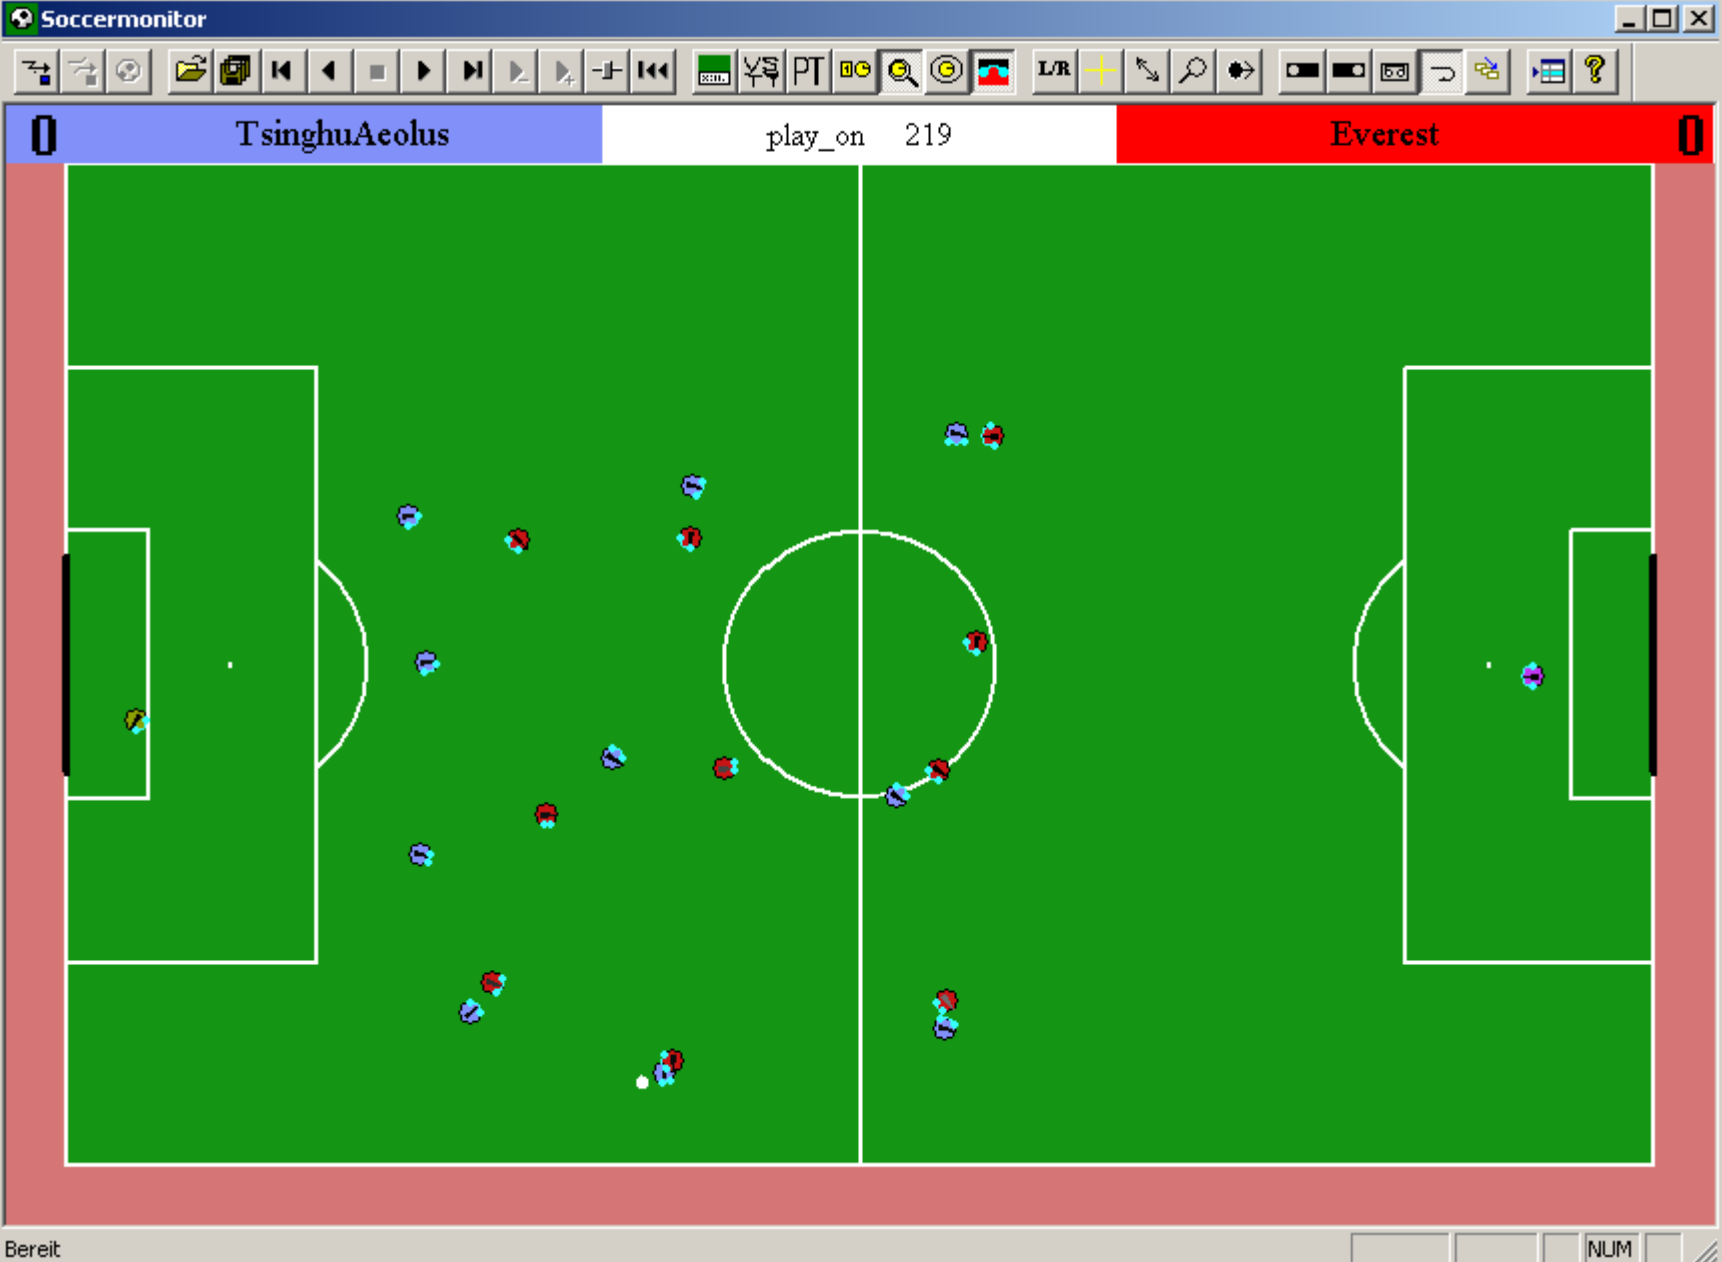 Soccermonitor
PT L/R
0 TsinghuAeolus play_on 219 Everest 0
Bereit NUM